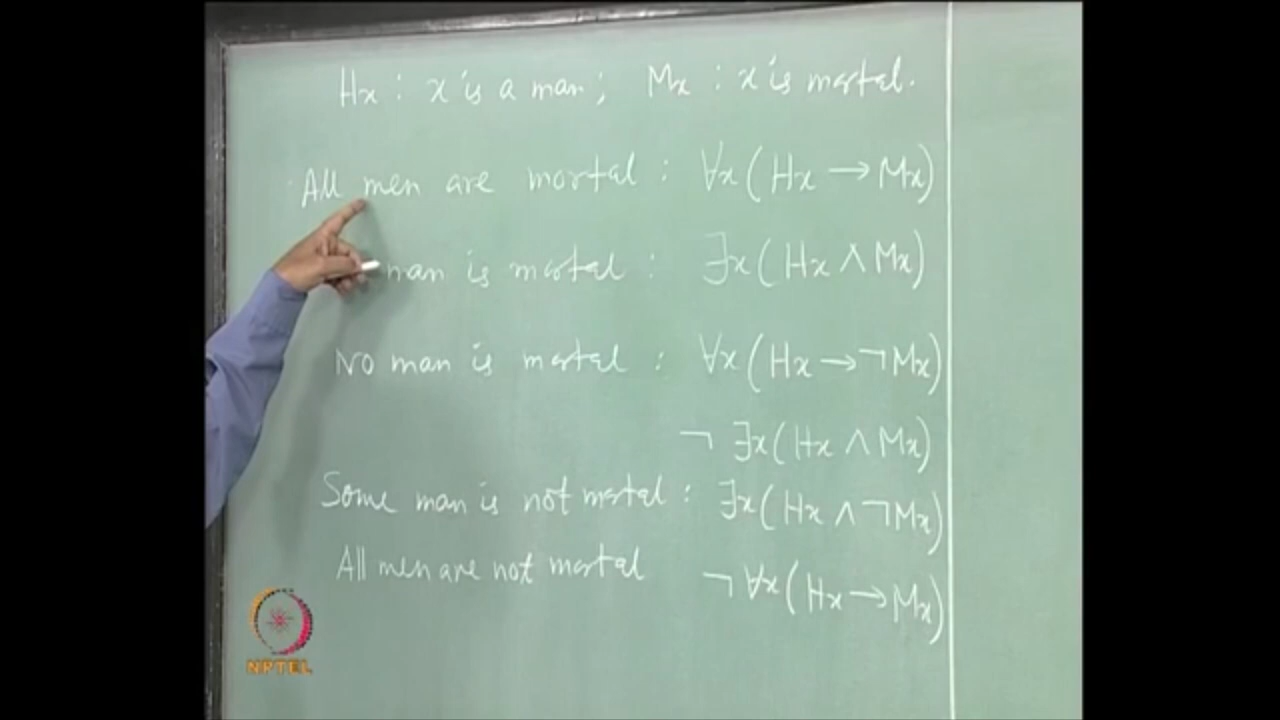 Hx : x is a man ; Mx : x is mortal.
All men are mortal : ∀x(Hx → Mx)
man is mortal : ∃x(Hx ∧ Mx)
No man is mortal : ∀x(Hx → ¬Mx)
¬ ∃x(Hx ∧ Mx)
Some man is not mortal : ∃x(Hx ∧ ¬Mx)
All men are not mortal ¬∀x(Hx → Mx)
NPTEL